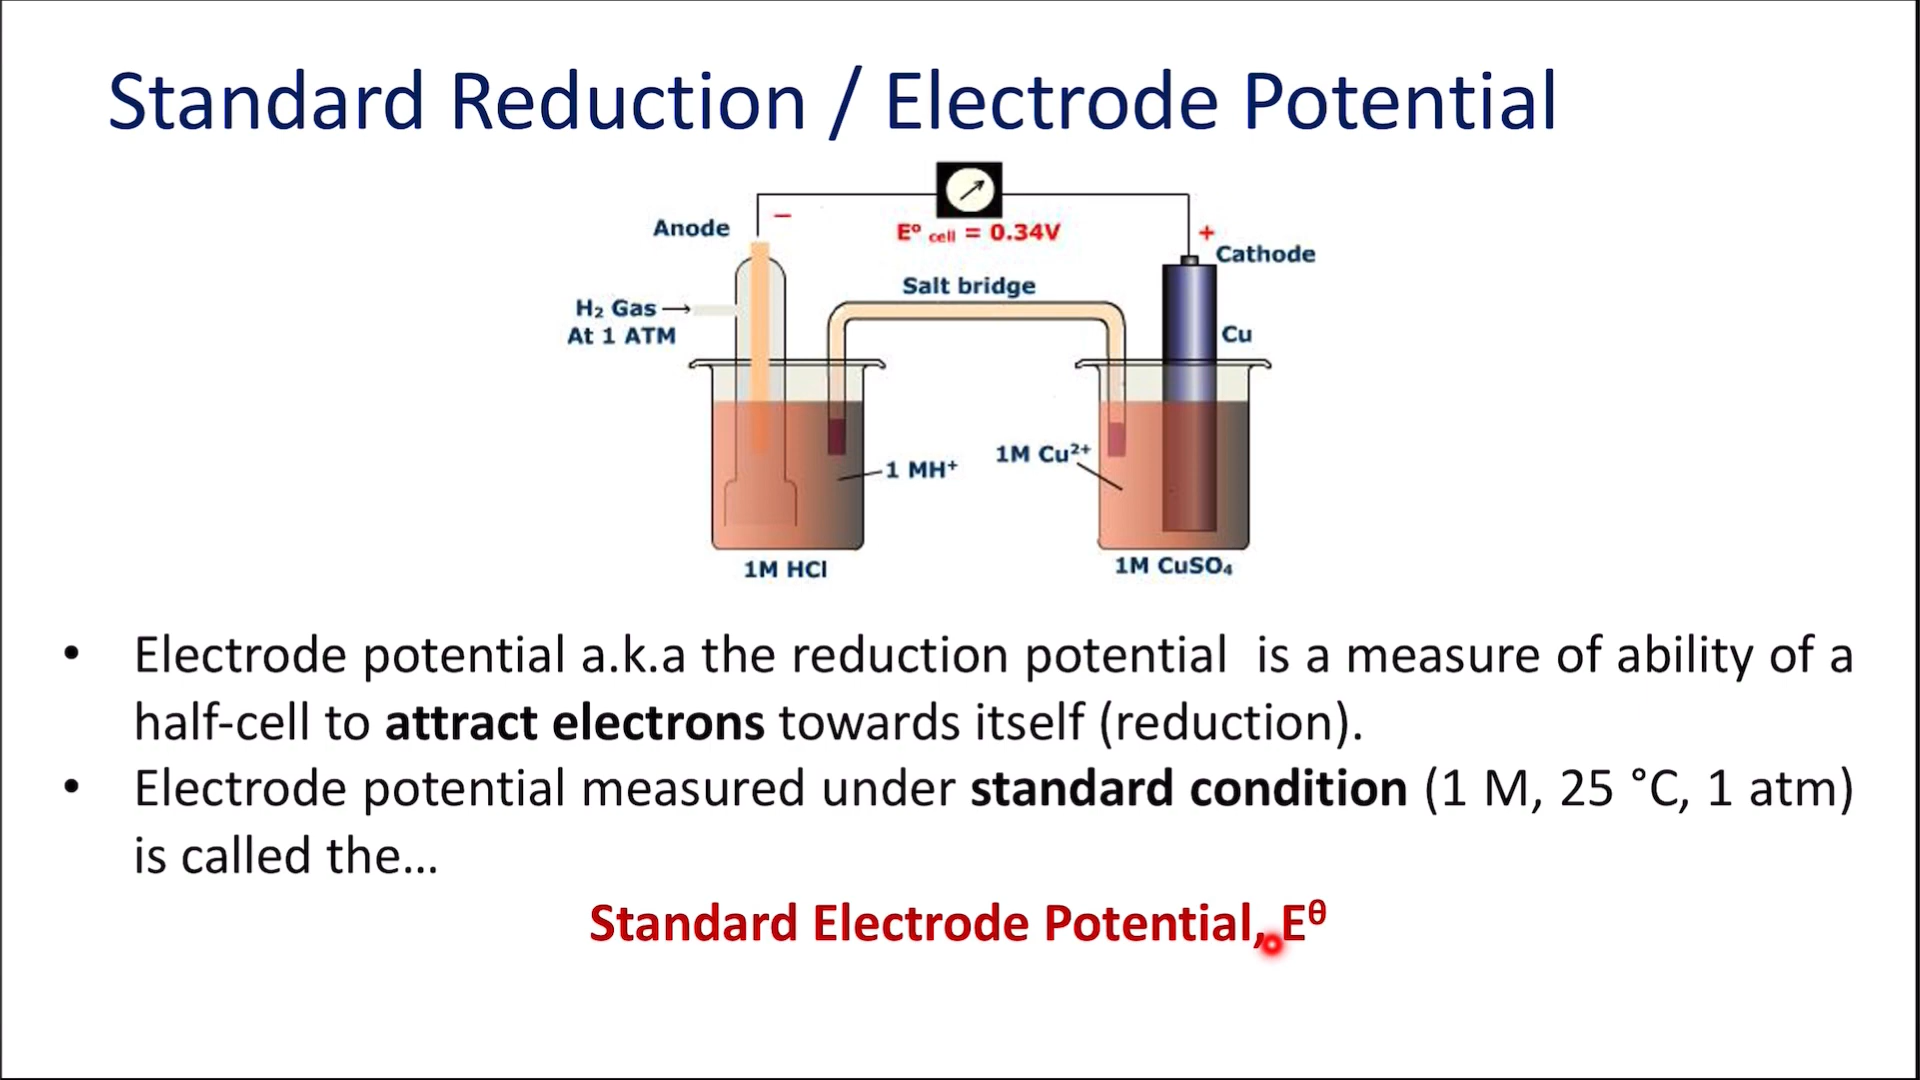 Standard Reduction / Electrode Potential
−
Anode
E° cell = 0.34V
+
Cathode
Salt bridge
H₂ Gas →
At 1 ATM
Cu
1M Cu²⁺
1 MH⁺
1M HCl
1M CuSO₄
• Electrode potential a.k.a the reduction potential is a measure of ability of a
half-cell to attract electrons towards itself (reduction).
• Electrode potential measured under standard condition (1 M, 25 °C, 1 atm)
is called the...
Standard Electrode Potential, Eᶿ